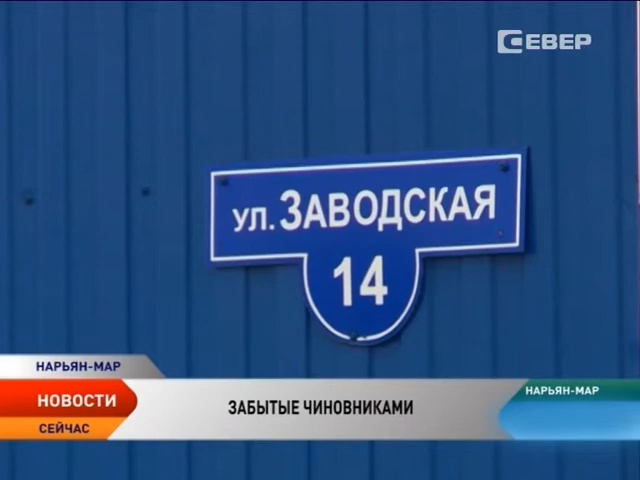 СЕВЕР
УЛ. ЗАВОДСКАЯ
14
НАРЬЯН-МАР
НОВОСТИ
СЕЙЧАС
ЗАБЫТЫЕ ЧИНОВНИКАМИ
НАРЬЯН-МАР